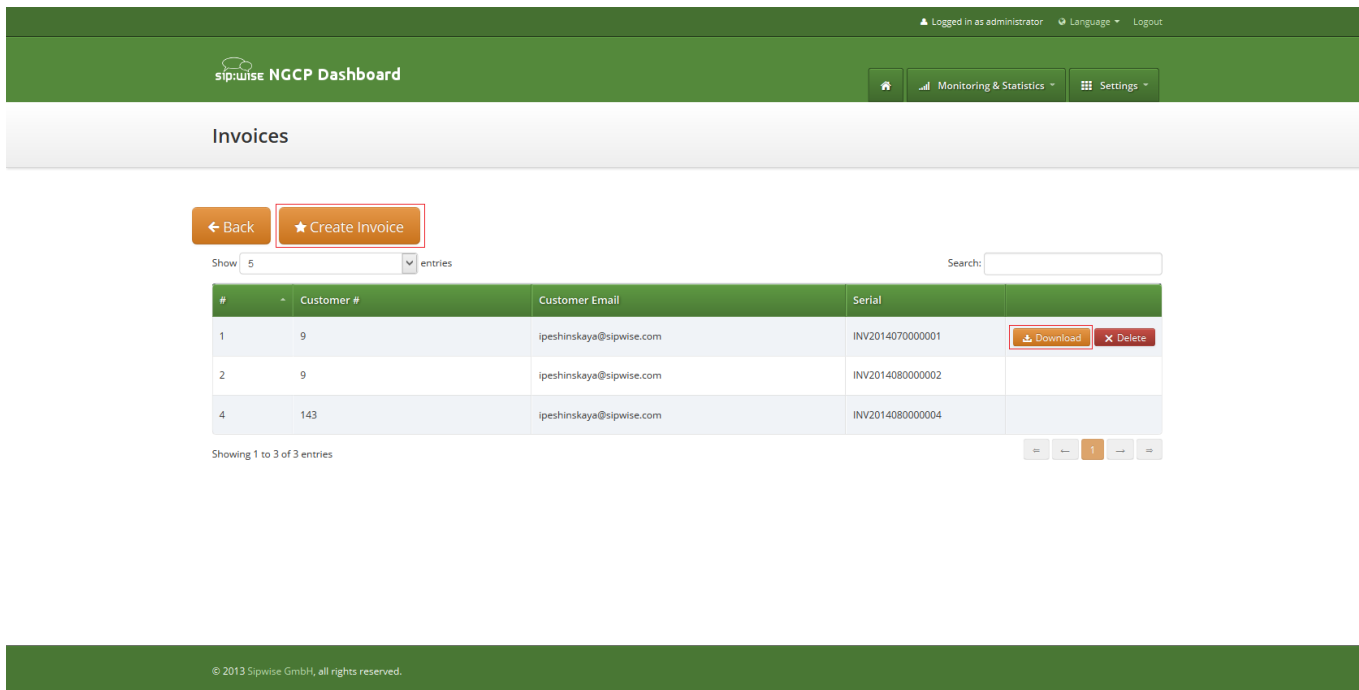 Logged in as administrator Language Logout
sip:wise NGCP Dashboard
Monitoring & Statistics Settings
Invoices
Back Create Invoice
Show 5 entries Search:
# Customer # Customer Email Serial
1 9 ipeshinskaya@sipwise.com INV2014070000001 Download Delete
2 9 ipeshinskaya@sipwise.com INV2014080000002
4 143 ipeshinskaya@sipwise.com INV2014080000004
Showing 1 to 3 of 3 entries 1
© 2013 Sipwise GmbH, all rights reserved.